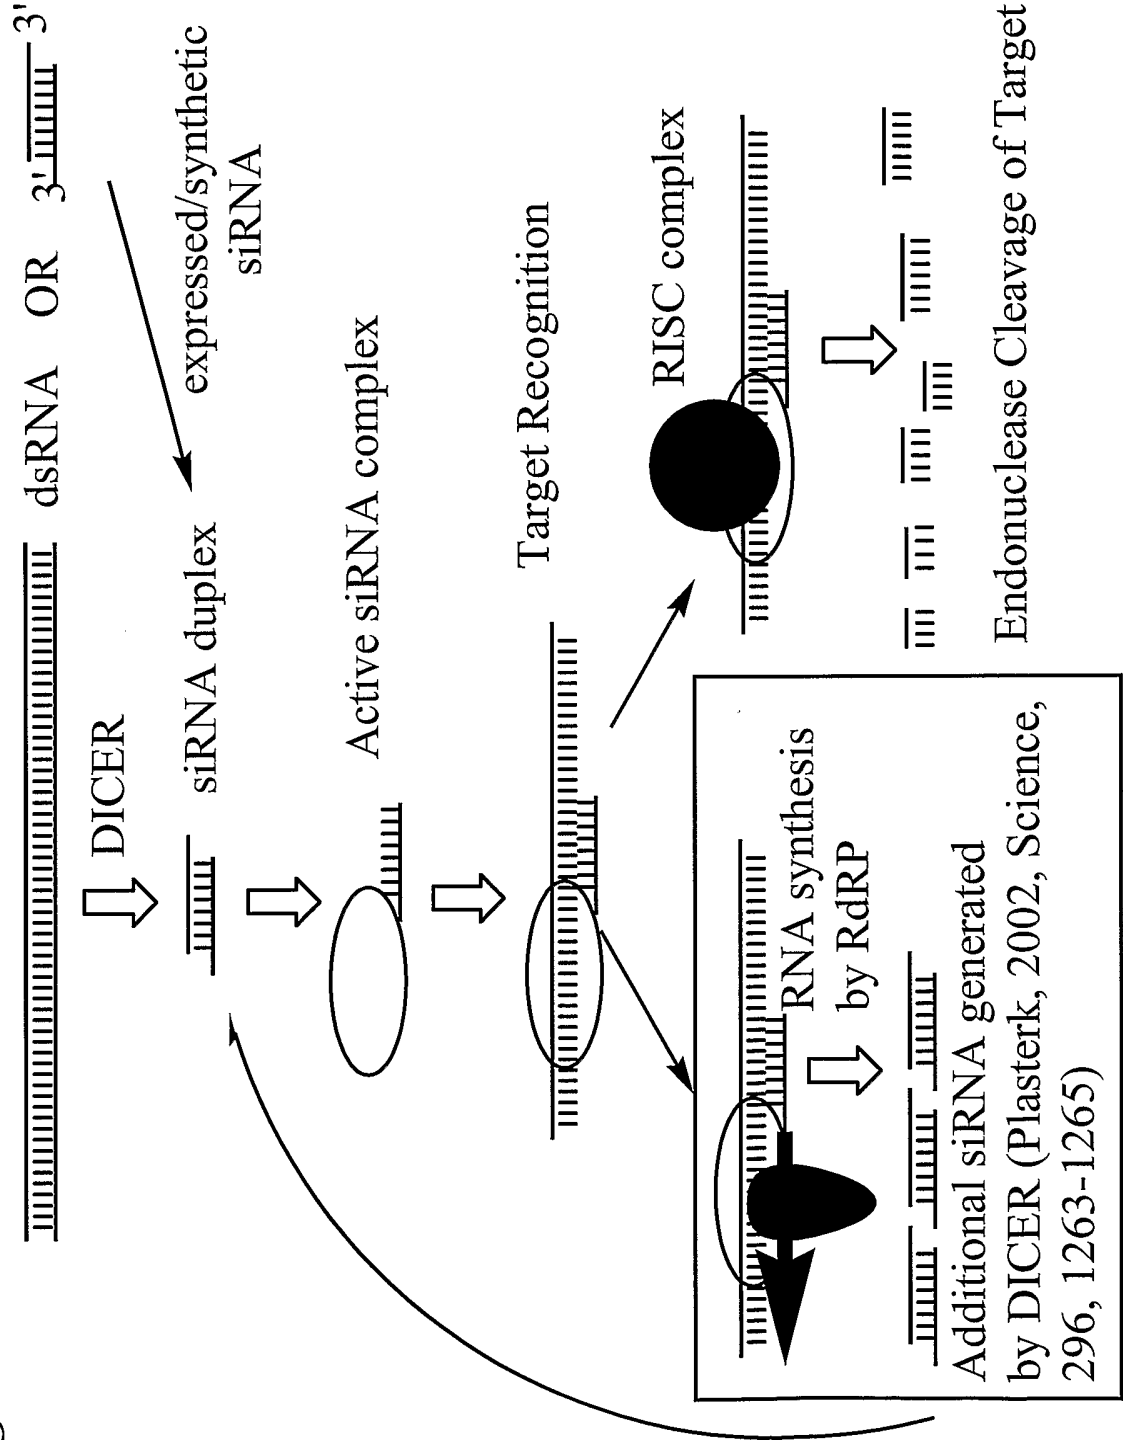 dsRNA OR 3' 3'
DICER
expressed/synthetic
siRNA
siRNA duplex
Active siRNA complex
Target Recognition
RISC complex
RNA synthesis
by RdRP
Additional siRNA generated
by DICER (Plasterk, 2002, Science,
296, 1263-1265)
Endonuclease Cleavage of Target